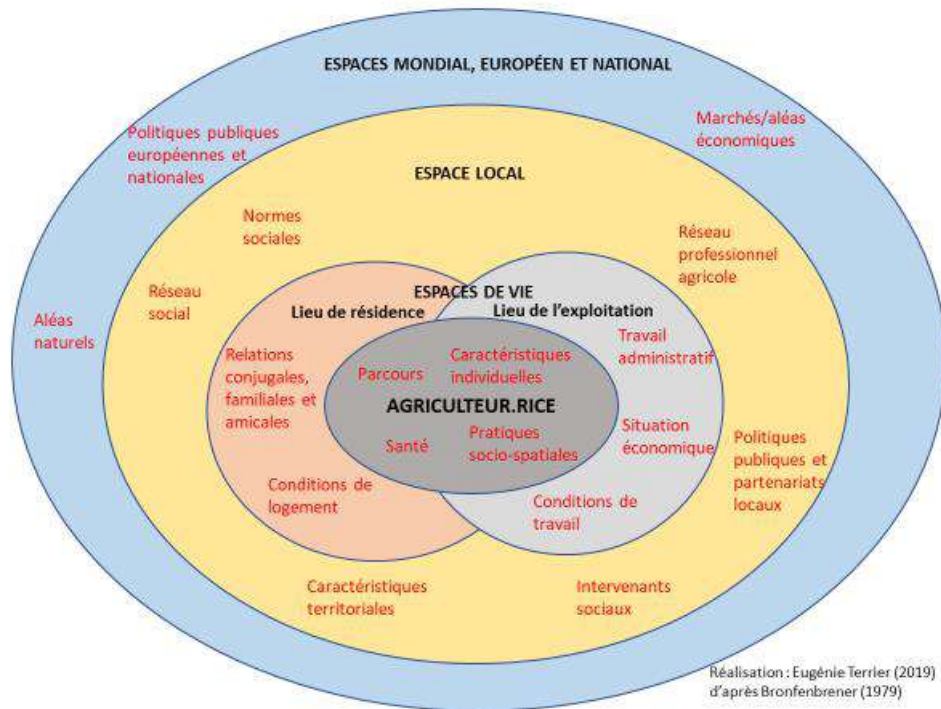 ESPACES MONDIAL, EUROPÉEN ET NATIONAL
Politiques publiques
européennes et
nationales
Marchés/aléas
économiques
ESPACE LOCAL
Normes
sociales
Réseau
professionnel
agricole
Réseau
social
Aléas
naturels
ESPACES DE VIE
Lieu de résidence
Lieu de l'exploitation
Relations
conjugales,
familiales et
amicales
Parcours
Caractéristiques
individuelles
Travail
administratif
AGRICULTEUR.RICE
Santé
Pratiques
socio-spatiales
Situation
économique
Politiques
publiques et
partenariats
locaux
Conditions de
logement
Conditions de
travail
Caractéristiques
territoriales
Intervenants
sociaux
Réalisation : Eugénie Terrier (2019)
d'après Bronfenbrener (1979)